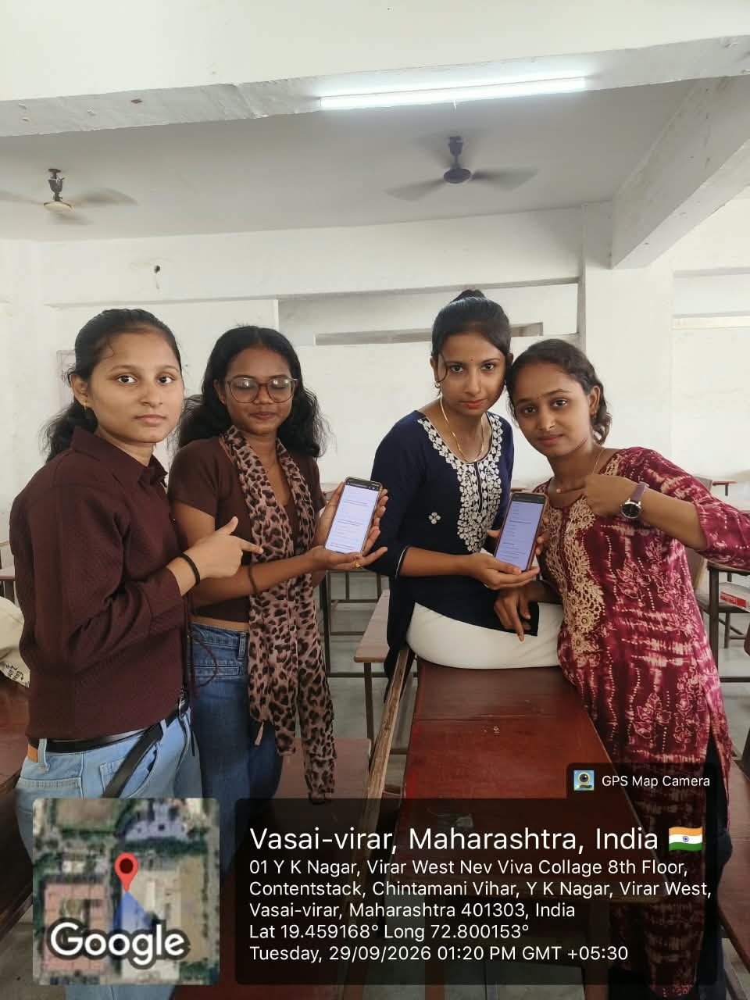 GPS Map Camera
Vasai-virar, Maharashtra, India
01 Y K Nagar, Virar West Nev Viva Collage 8th Floor,
Contentstack, Chintamani Vihar, Y K Nagar, Virar West,
Vasai-virar, Maharashtra 401303, India
Lat 19.459168° Long 72.800153°
Tuesday, 29/09/2026 01:20 PM GMT +05:30
Google